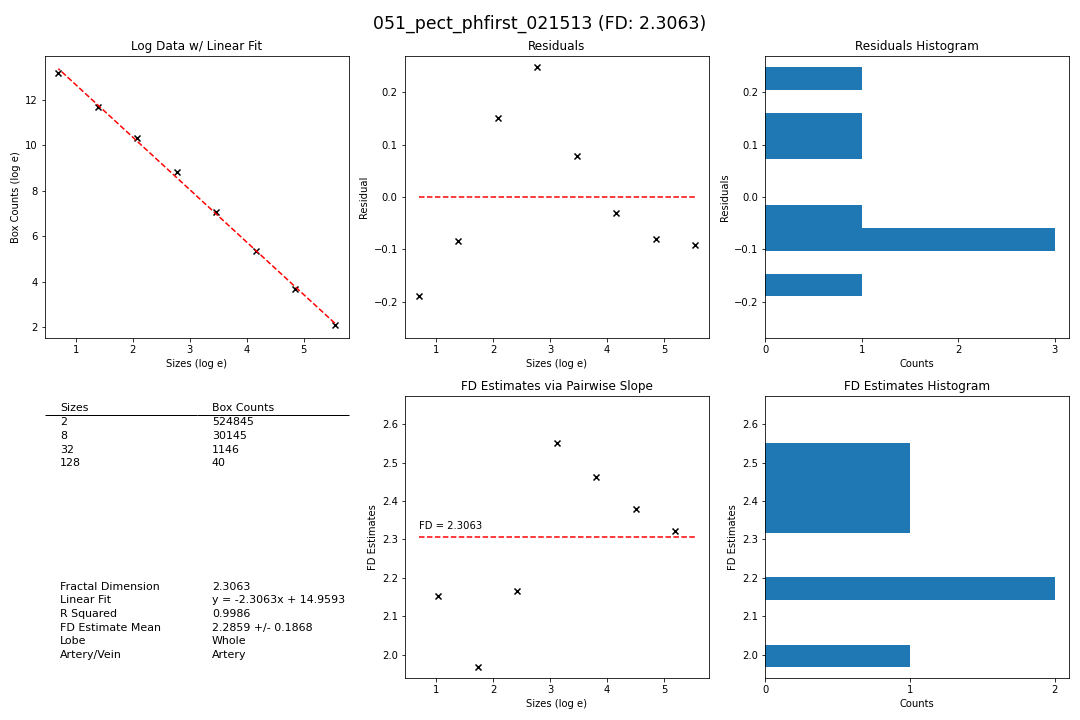 051_pect_phfirst_021513 (FD: 2.3063)
Log Data w/ Linear Fit
Box Counts (log e)
12
10
8
6
4
2
1 2 3 4 5
Sizes (log e)
Residuals
Residual
0.2
0.1
0.0
−0.1
−0.2
1 2 3 4 5
Sizes (log e)
Residuals Histogram
Residuals
0.2
0.1
0.0
−0.1
−0.2
0 1 2 3
Counts
Sizes Box Counts
2 524845
8 30145
32 1146
128 40
Fractal Dimension 2.3063
Linear Fit y = -2.3063x + 14.9593
R Squared 0.9986
FD Estimate Mean 2.2859 +/- 0.1868
Lobe Whole
Artery/Vein Artery
FD Estimates via Pairwise Slope
FD Estimates
2.6
2.5
2.4
2.3
2.2
2.1
2.0
FD = 2.3063
1 2 3 4 5
Sizes (log e)
FD Estimates Histogram
FD Estimates
2.6
2.5
2.4
2.3
2.2
2.1
2.0
0 1 2
Counts